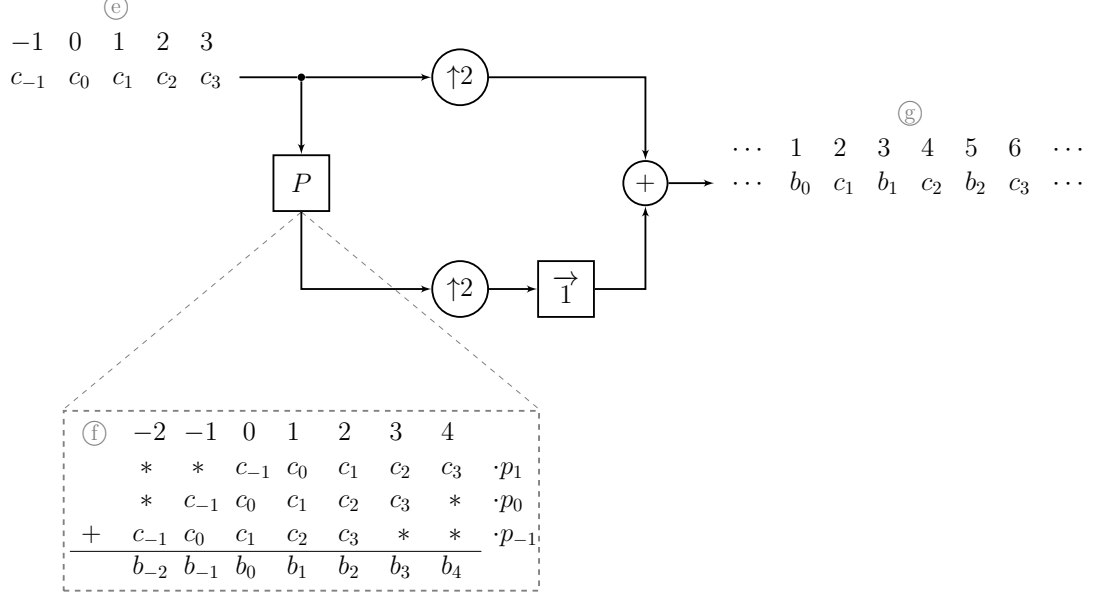 e
−1 0 1 2 3
c₋₁ c₀ c₁ c₂ c₃
↑2
g
⋯ 1 2 3 4 5 6 ⋯
⋯ b₀ c₁ b₁ c₂ b₂ c₃ ⋯
P
+
↑2
→1
f −2 −1 0 1 2 3 4
* * c₋₁ c₀ c₁ c₂ c₃ ·p₁
* c₋₁ c₀ c₁ c₂ c₃ * ·p₀
+ c₋₁ c₀ c₁ c₂ c₃ * * ·p₋₁
b₋₂ b₋₁ b₀ b₁ b₂ b₃ b₄